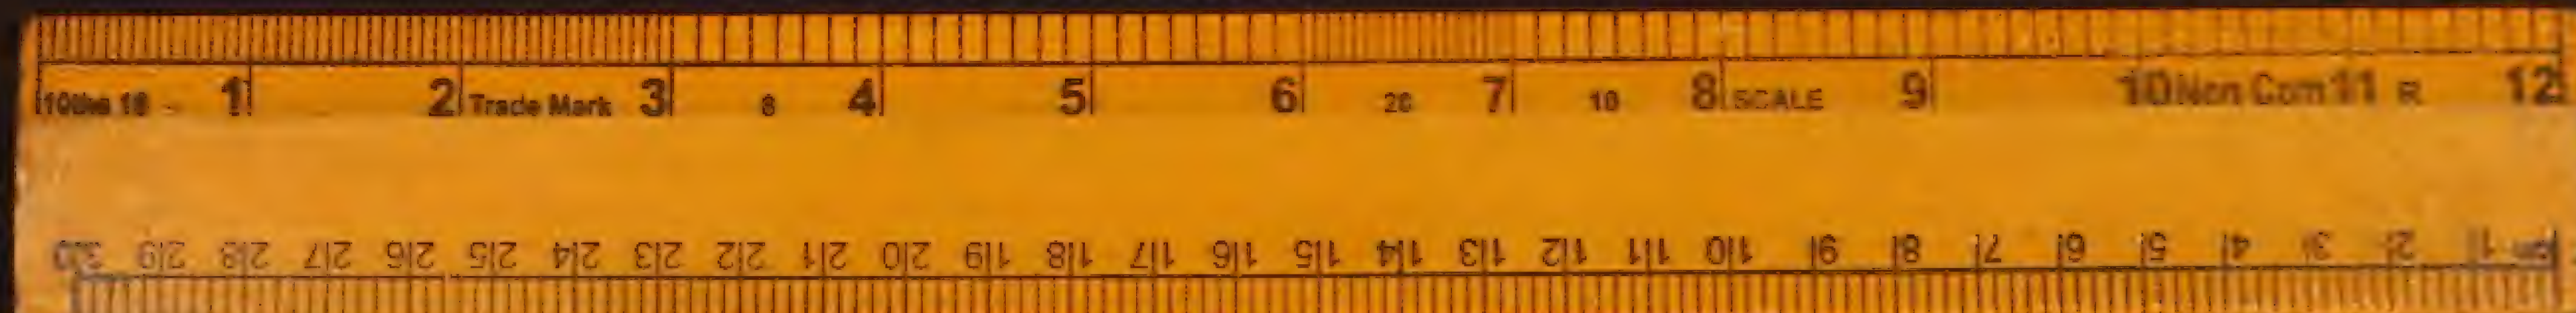 10ths 16 1 2 Trade Mark 3 8 4 5 6 20 7 10 8 SCALE 9 10 Non Com 11 R 12
30 29 28 27 26 25 24 23 22 21 20 19 18 17 16 15 14 13 12 11 10 9 8 7 6 5 4 3 2 1 cm